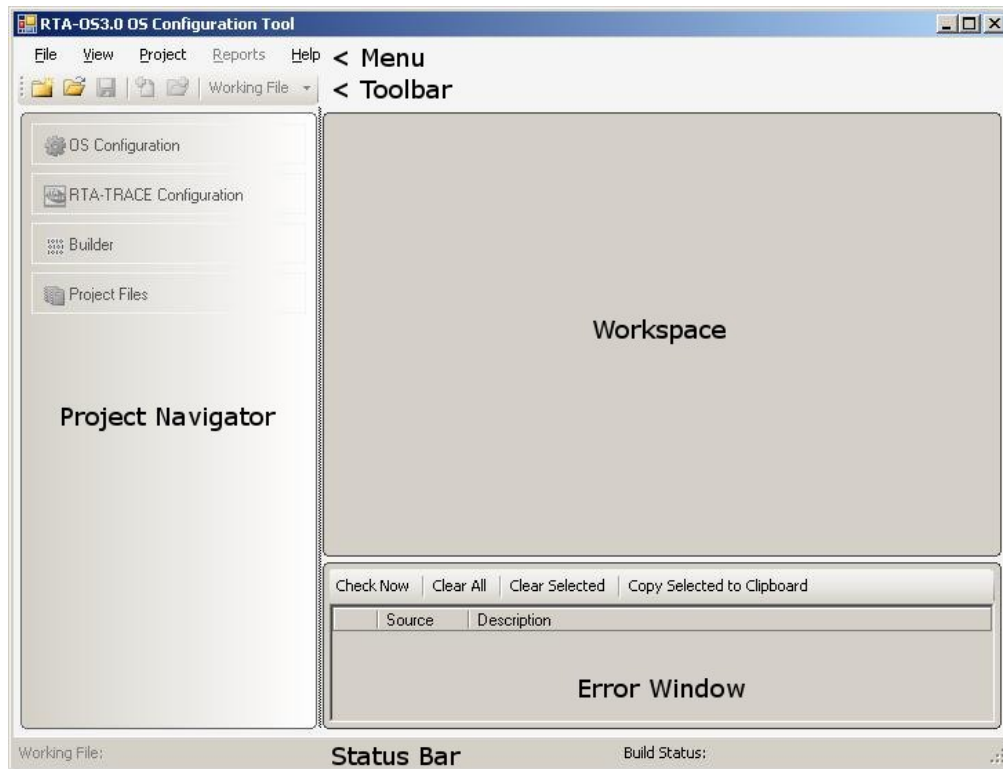 RTA-OS3.0 OS Configuration Tool
File View Project Reports Help < Menu
Working File < Toolbar
OS Configuration
RTA-TRACE Configuration
Builder
Project Files
Project Navigator
Workspace
Check Now Clear All Clear Selected Copy Selected to Clipboard
Source Description
Error Window
Working File: Status Bar Build Status: